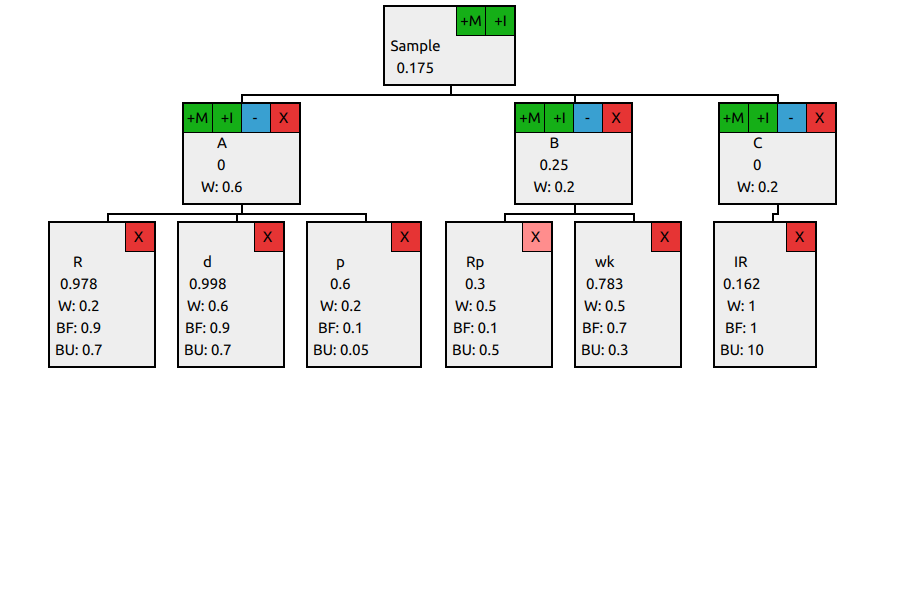 +M +I
Sample
0.175
+M +I - X
A
0
W: 0.6
+M +I - X
B
0.25
W: 0.2
+M +I - X
C
0
W: 0.2
X
R
0.978
W: 0.2
BF: 0.9
BU: 0.7
X
d
0.998
W: 0.6
BF: 0.9
BU: 0.7
X
p
0.6
W: 0.2
BF: 0.1
BU: 0.05
X
Rp
0.3
W: 0.5
BF: 0.1
BU: 0.5
X
wk
0.783
W: 0.5
BF: 0.7
BU: 0.3
X
IR
0.162
W: 1
BF: 1
BU: 10